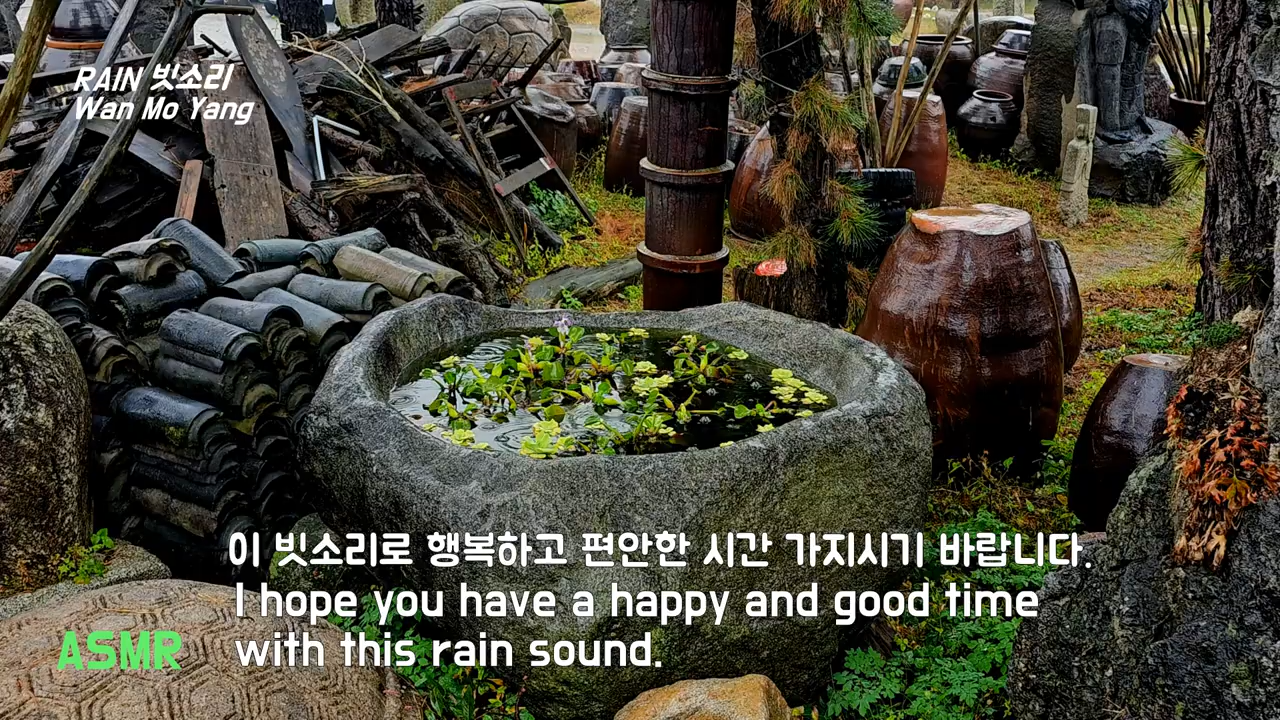 RAIN 빗소리
Wan Mo Yang
이 빗소리로 행복하고 편안한 시간 가지시기 바랍니다.
I hope you have a happy and good time
with this rain sound.
ASMR